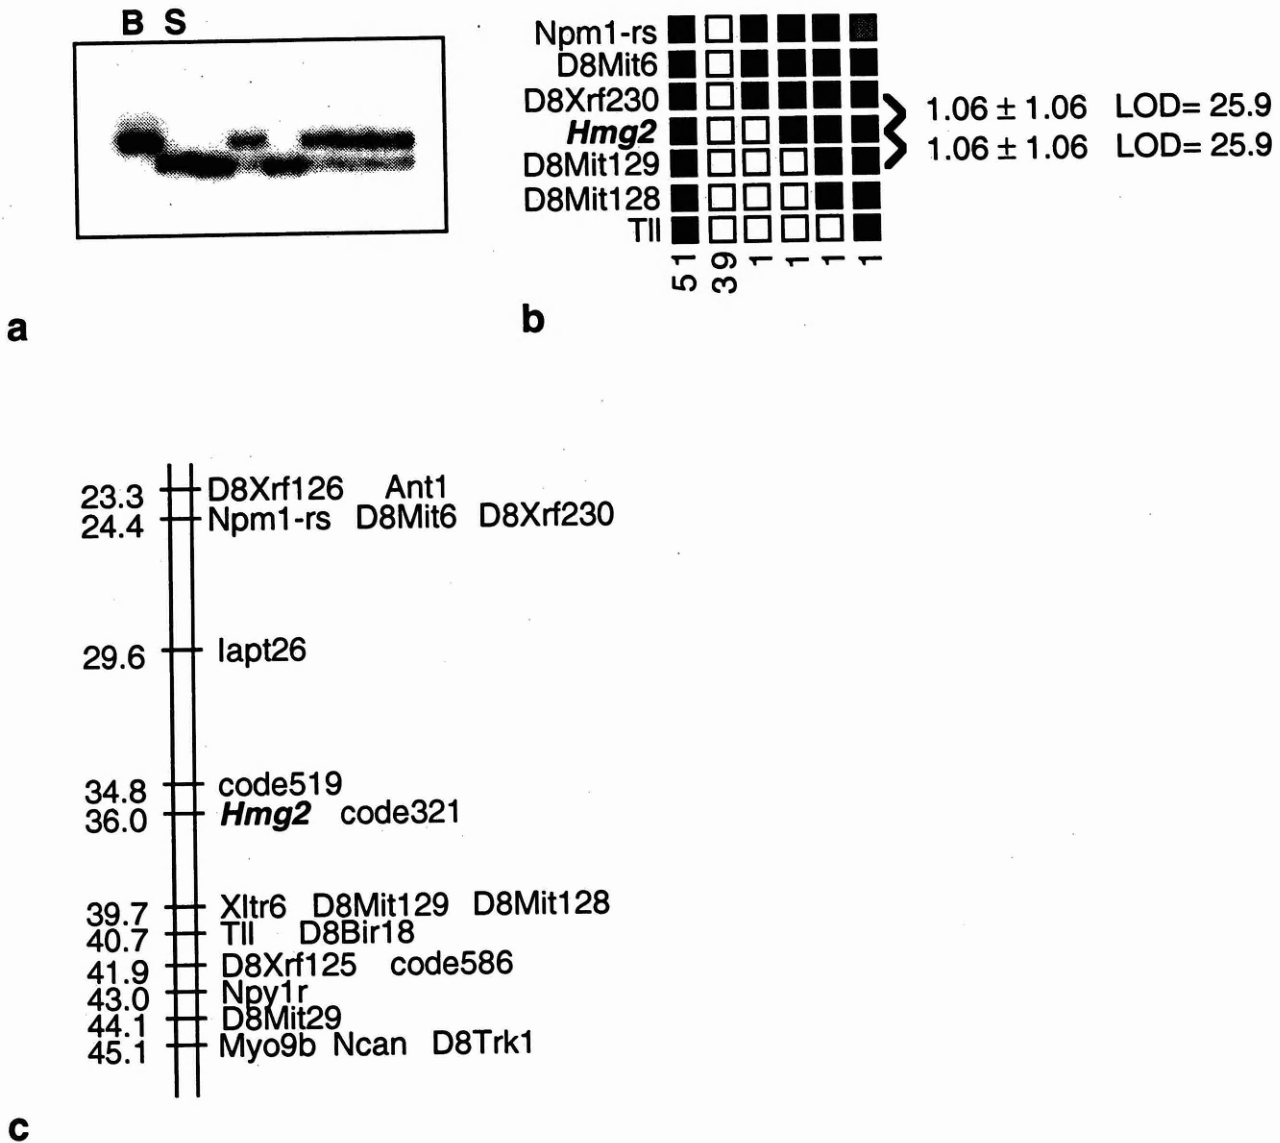 B S
a
Npm1-rs
D8Mit6
D8Xrf230
1.06 ± 1.06 LOD= 25.9
Hmg2
1.06 ± 1.06 LOD= 25.9
D8Mit129
D8Mit128
Tll
51 39 1 1 1 1
b
23.3 D8Xrf126 Ant1
24.4 Npm1-rs D8Mit6 D8Xrf230
29.6 Iapt26
34.8 code519
36.0 Hmg2 code321
39.7 Xltr6 D8Mit129 D8Mit128
40.7 Tll D8Bir18
41.9 D8Xrf125 code586
43.0 Npy1r
44.1 D8Mit29
45.1 Myo9b Ncan D8Trk1
c